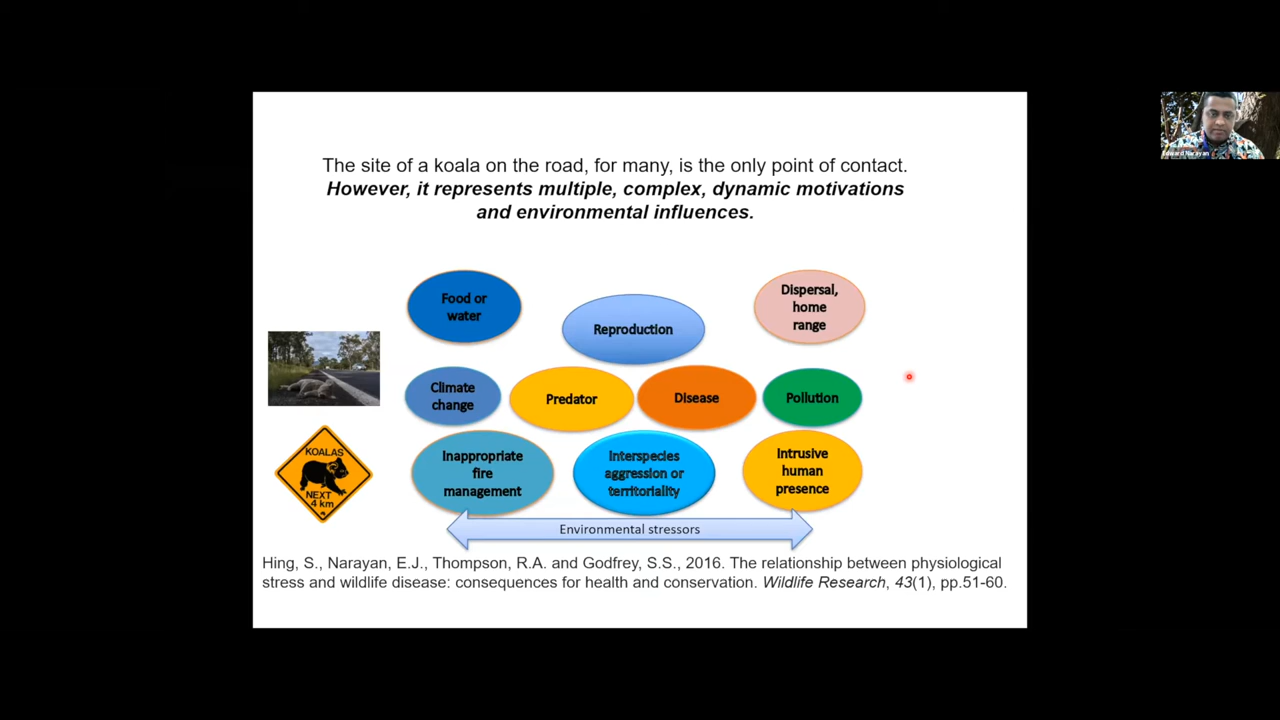 The site of a koala on the road, for many, is the only point of contact.
However, it represents multiple, complex, dynamic motivations
and environmental influences.
Food or
water
Reproduction
Dispersal,
home
range
Climate
change
Predator
Disease
Pollution
KOALAS
NEXT
4 km
Inappropriate
fire
management
Interspecies
aggression or
territoriality
Intrusive
human
presence
Environmental stressors
Hing, S., Narayan, E.J., Thompson, R.A. and Godfrey, S.S., 2016. The relationship between physiological
stress and wildlife disease: consequences for health and conservation. Wildlife Research, 43(1), pp.51-60.
Edward Narayan